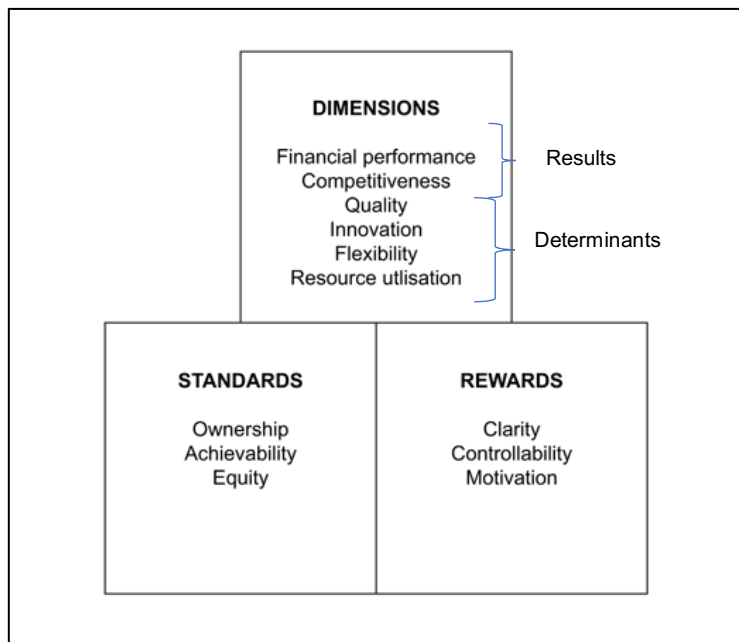 DIMENSIONS
Financial performance
Competitiveness
Quality
Innovation
Flexibility
Resource utlisation
Results
Determinants
STANDARDS
Ownership
Achievability
Equity
REWARDS
Clarity
Controllability
Motivation